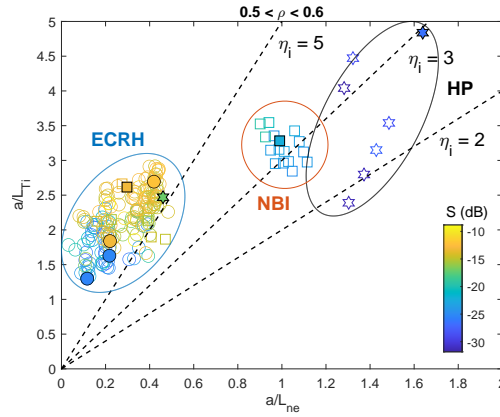 0.5 < ρ < 0.6
η_i = 5
η_i = 3
HP
η_i = 2
ECRH
NBI
S (dB)
-10
-15
-20
-25
-30
5
4.5
4
3.5
3
2.5
2
1.5
1
0.5
0
a/L_Ti
0 0.2 0.4 0.6 0.8 1 1.2 1.4 1.6 1.8 2
a/L_ne